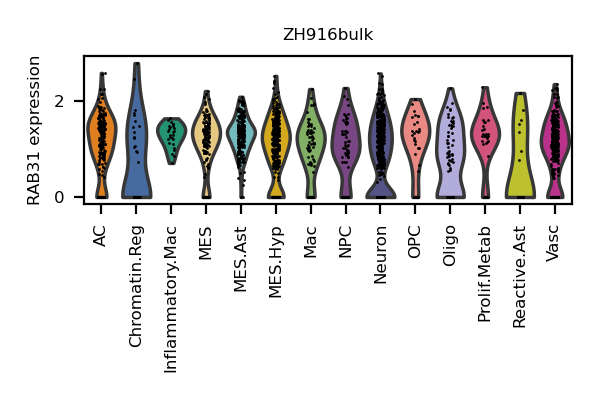 ZH916bulk
RAB31 expression
2
0
AC
Chromatin.Reg
Inflammatory.Mac
MES
MES.Ast
MES.Hyp
Mac
NPC
Neuron
OPC
Oligo
Prolif.Metab
Reactive.Ast
Vasc